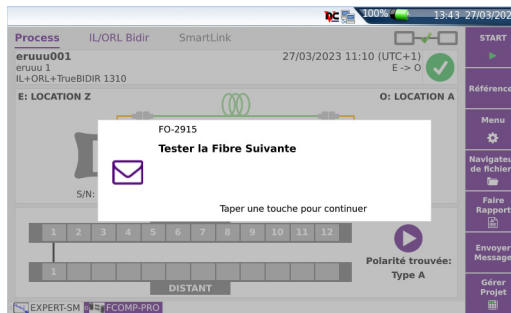 100%
13:43 27/03/202
Process
IL/ORL Bidir
SmartLink
START
eruuu001
27/03/2023 11:10 (UTC+1)
eruuu 1
E -> O
IL+ORL+TrueBIDIR 1310
Référence
E: LOCATION Z
O: LOCATION A
Menu
FO-2915
Tester la Fibre Suivante
Taper une touche pour continuer
Navigateu
de fichier
S/N:
Faire
Rapport
1 2 3 4 5 6 7 8 9 10 11 12
Polarité trouvée:
Type A
1
DISTANT
Envoyer
Message
Gérer
Projet
EXPERT-SM
FCOMP-PRO